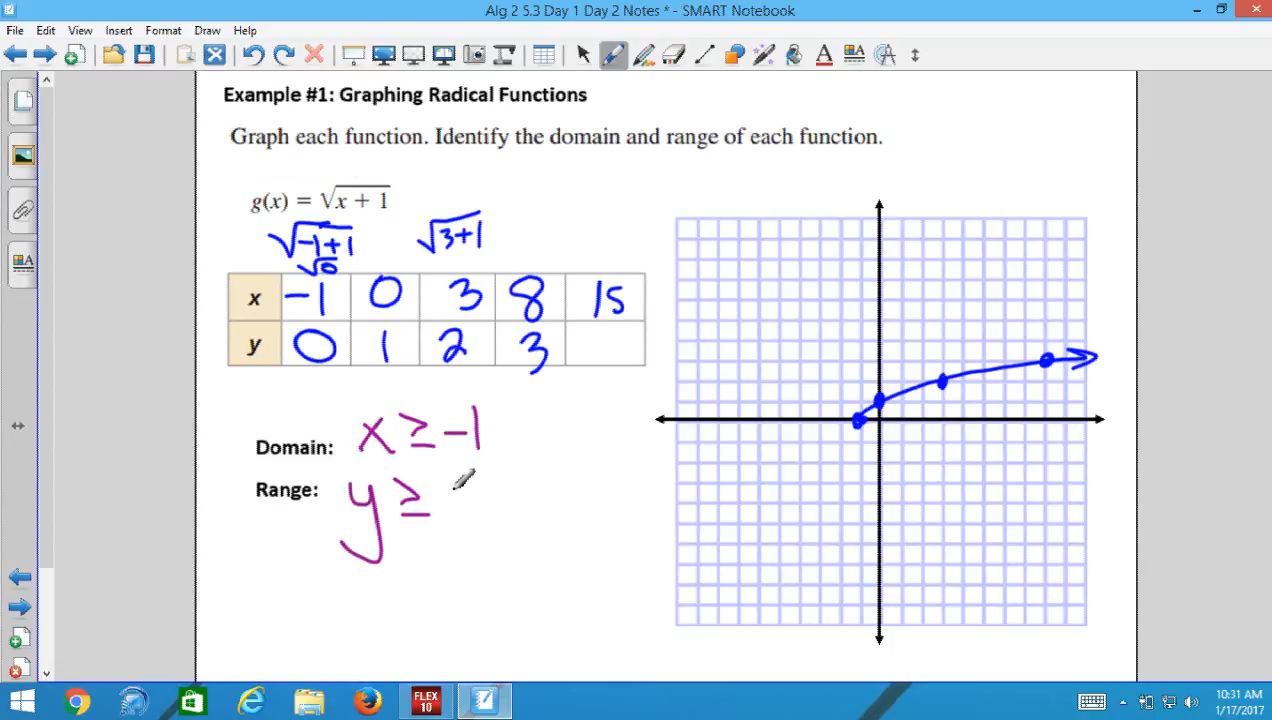 Alg 2 5.3 Day 1 Day 2 Notes * - SMART Notebook
File Edit View Insert Format Draw Help
Example #1: Graphing Radical Functions
Graph each function. Identify the domain and range of each function.
g(x) = √x + 1
√-1+1 √3+1
√0
x -1 0 3 8 15
y 0 1 2 3
Domain: x ≥ -1
Range: y ≥
FLEX
10
10:31 AM
1/17/2017